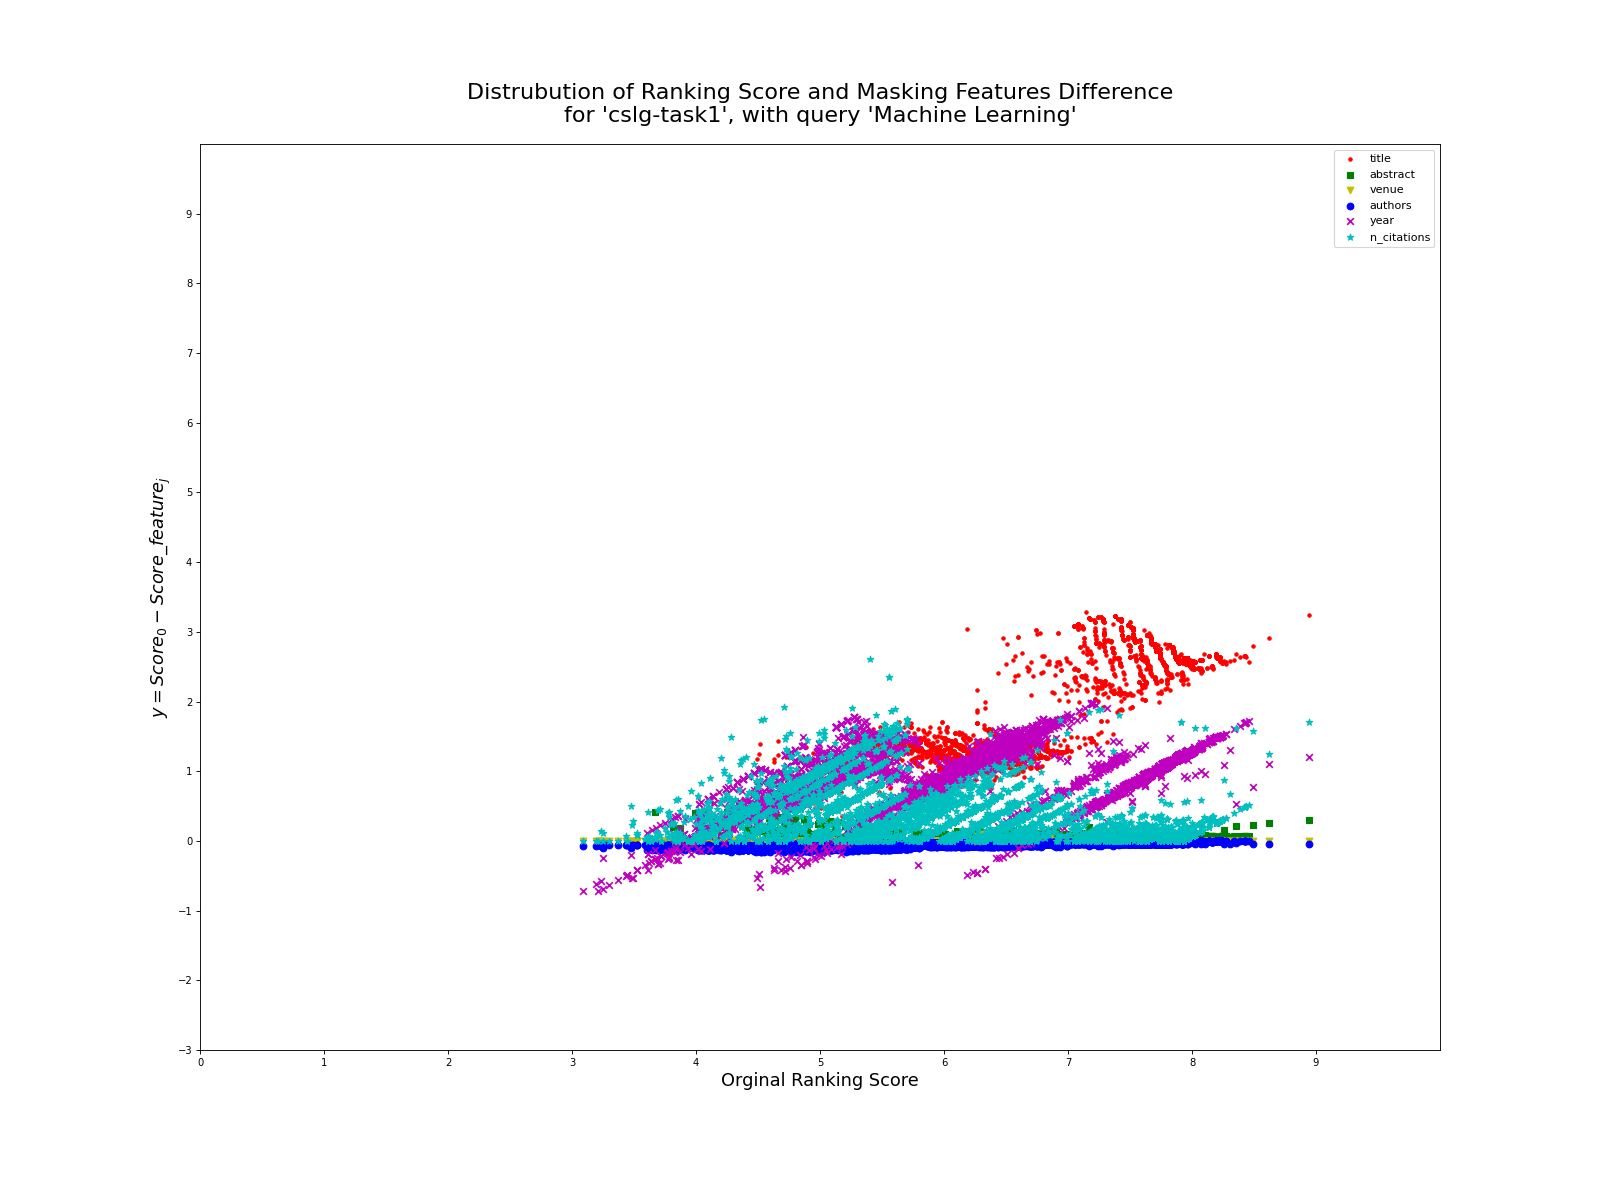 Distrubution of Ranking Score and Masking Features Difference
for 'cslg-task1', with query 'Machine Learning'
title
abstract
venue
authors
year
n_citations
9
8
7
6
5
4
3
2
1
0
−1
−2
−3
y = Score₀ − Score_featureⱼ
0 1 2 3 4 5 6 7 8 9
Orginal Ranking Score